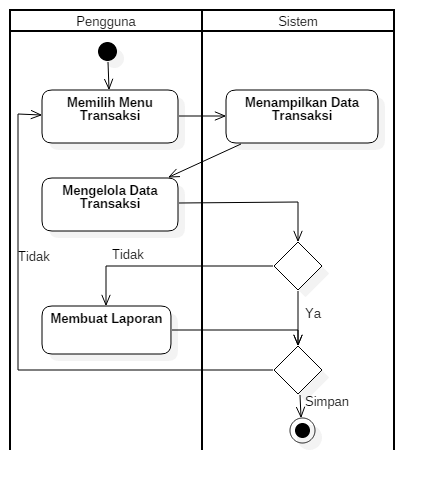 Pengguna
Sistem
Memilih Menu
Transaksi
Menampilkan Data
Transaksi
Mengelola Data
Transaksi
Tidak
Tidak
Membuat Laporan
Ya
Simpan